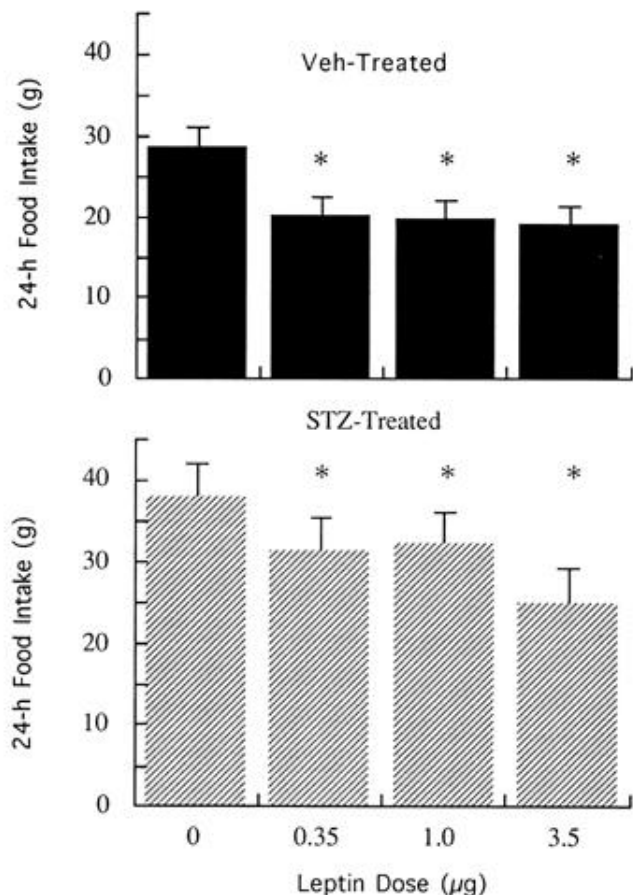 Veh-Treated
24-h Food Intake (g)
40
30
20
10
0
* * *
STZ-Treated
24-h Food Intake (g)
40
30
20
10
0
* * *
0 0.35 1.0 3.5
Leptin Dose (µg)